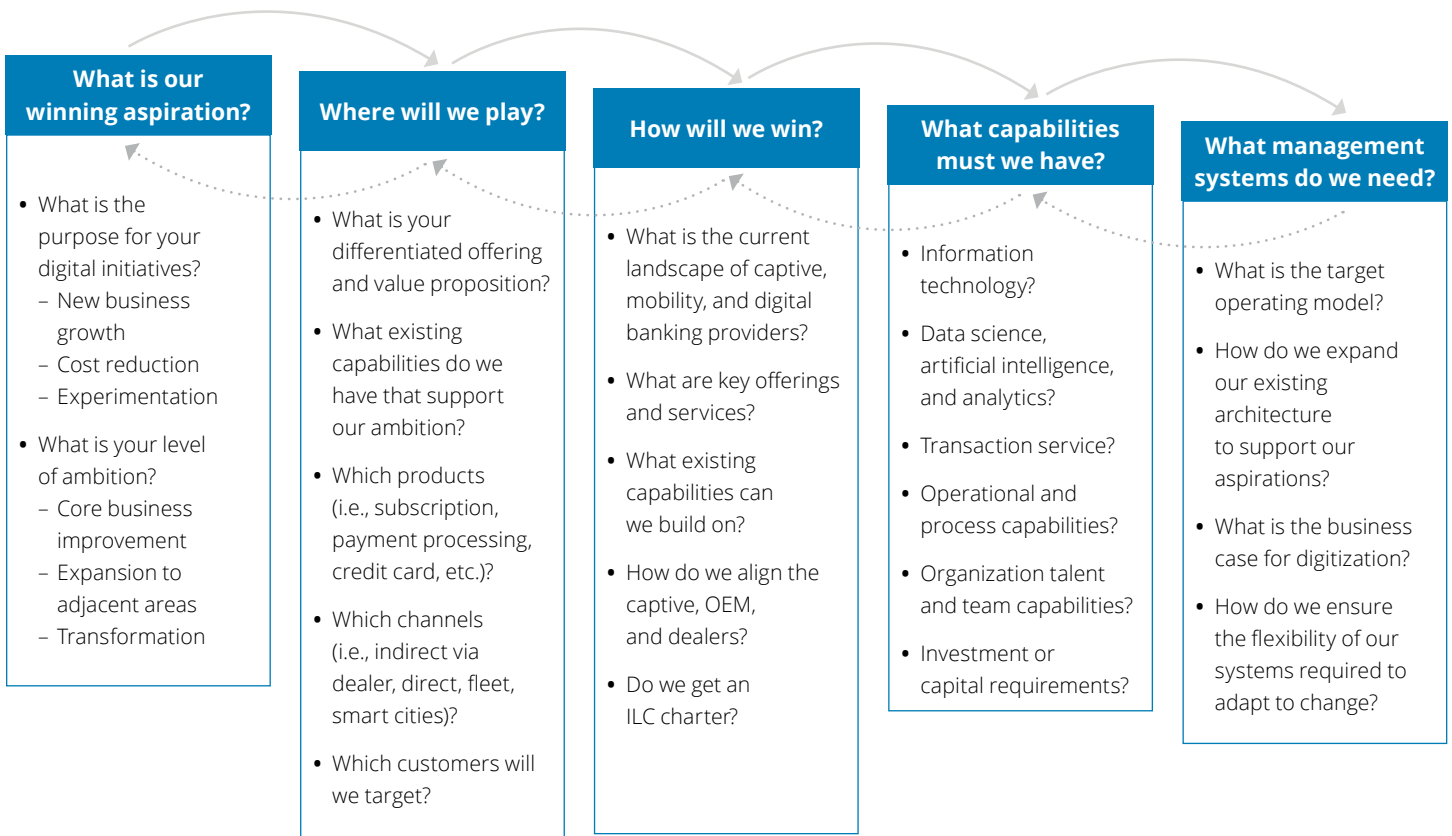 What is our
winning aspiration?
• What is the
purpose for your
digital initiatives?
– New business
growth
– Cost reduction
– Experimentation
• What is your level
of ambition?
– Core business
improvement
– Expansion to
adjacent areas
– Transformation
Where will we play?
• What is your
differentiated offering
and value proposition?
• What existing
capabilities do we
have that support
our ambition?
• Which products
(i.e., subscription,
payment processing,
credit card, etc.)?
• Which channels
(i.e., indirect via
dealer, direct, fleet,
smart cities)?
• Which customers will
we target?
How will we win?
• What is the current
landscape of captive,
mobility, and digital
banking providers?
• What are key offerings
and services?
• What existing
capabilities can
we build on?
• How do we align the
captive, OEM,
and dealers?
• Do we get an
ILC charter?
What capabilities
must we have?
• Information
technology?
• Data science,
artificial intelligence,
and analytics?
• Transaction service?
• Operational and
process capabilities?
• Organization talent
and team capabilities?
• Investment or
capital requirements?
What management
systems do we need?
• What is the target
operating model?
• How do we expand
our existing
architecture
to support our
aspirations?
• What is the business
case for digitization?
• How do we ensure
the flexibility of our
systems required to
adapt to change?